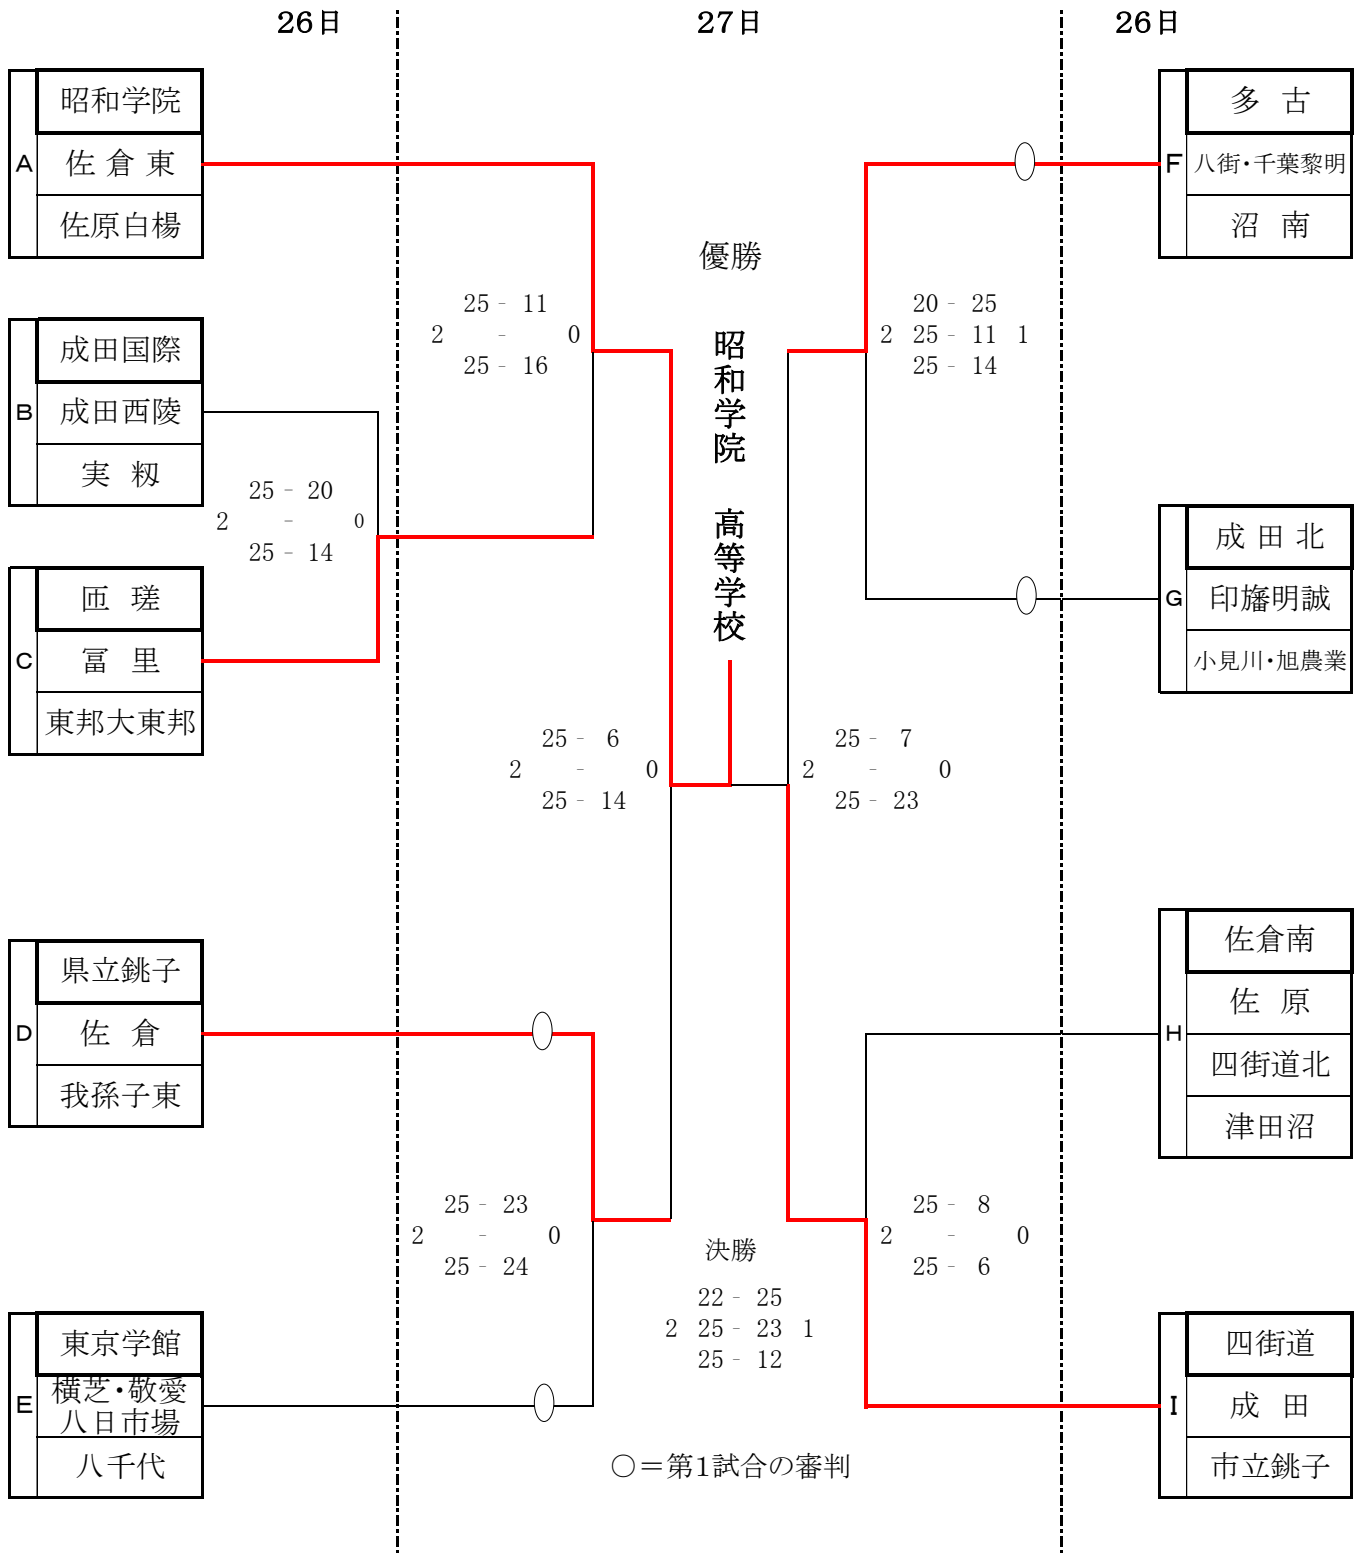 26日
27日
26日
A
昭和学院
佐倉東
佐原白楊
B
成田国際
成田西陵
実 籾
C
匝 瑳
冨 里
東邦大東邦
D
県立銚子
佐 倉
我孫子東
E
東京学館
横芝・敬愛
八日市場
八千代
25 - 20
2 - 0
25 - 14
25 - 11
2 - 0
25 - 16
25 - 6
2 - 0
25 - 14
25 - 23
2 - 0
25 - 24
優勝
昭和学院 高等学校
決勝
22 - 25
2 25 - 23 1
25 - 12
○=第1試合の審判
20 - 25
2 25 - 11 1
25 - 14
25 - 7
2 - 0
25 - 23
25 - 8
2 - 0
25 - 6
F
多 古
八街・千葉黎明
沼 南
G
成田北
印旛明誠
小見川・旭農業
H
佐倉南
佐 原
四街道北
津田沼
I
四街道
成 田
市立銚子